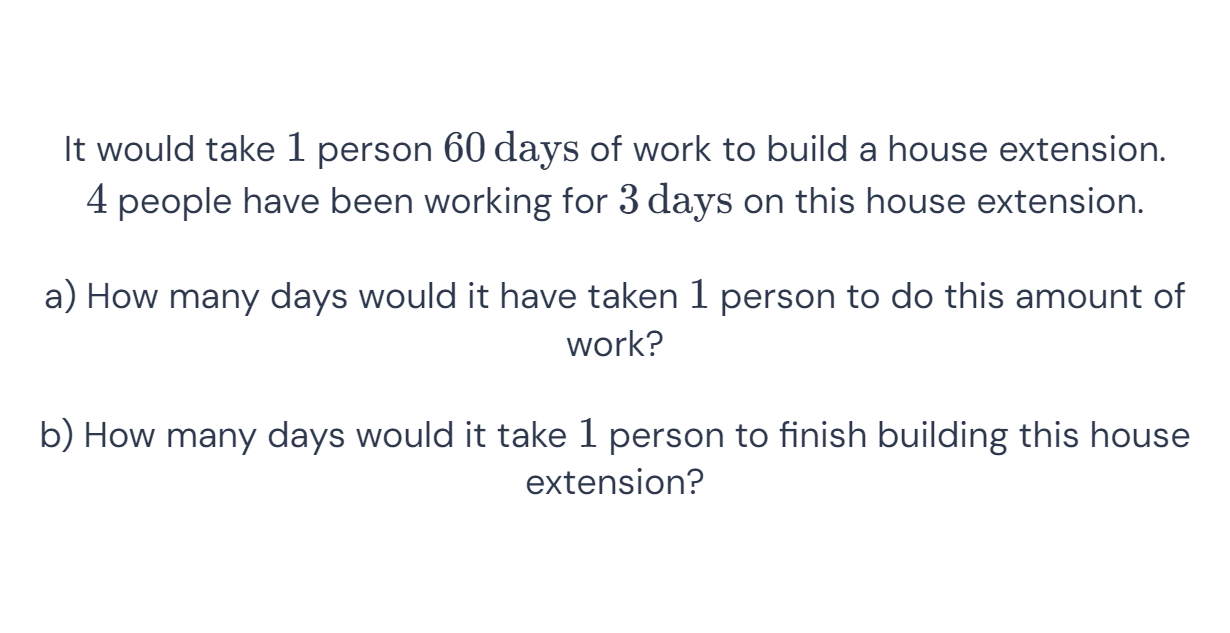 It would take 1 person 60 days of work to build a house extension.
4 people have been working for 3 days on this house extension.
a) How many days would it have taken 1 person to do this amount of
work?
b) How many days would it take 1 person to finish building this house
extension?